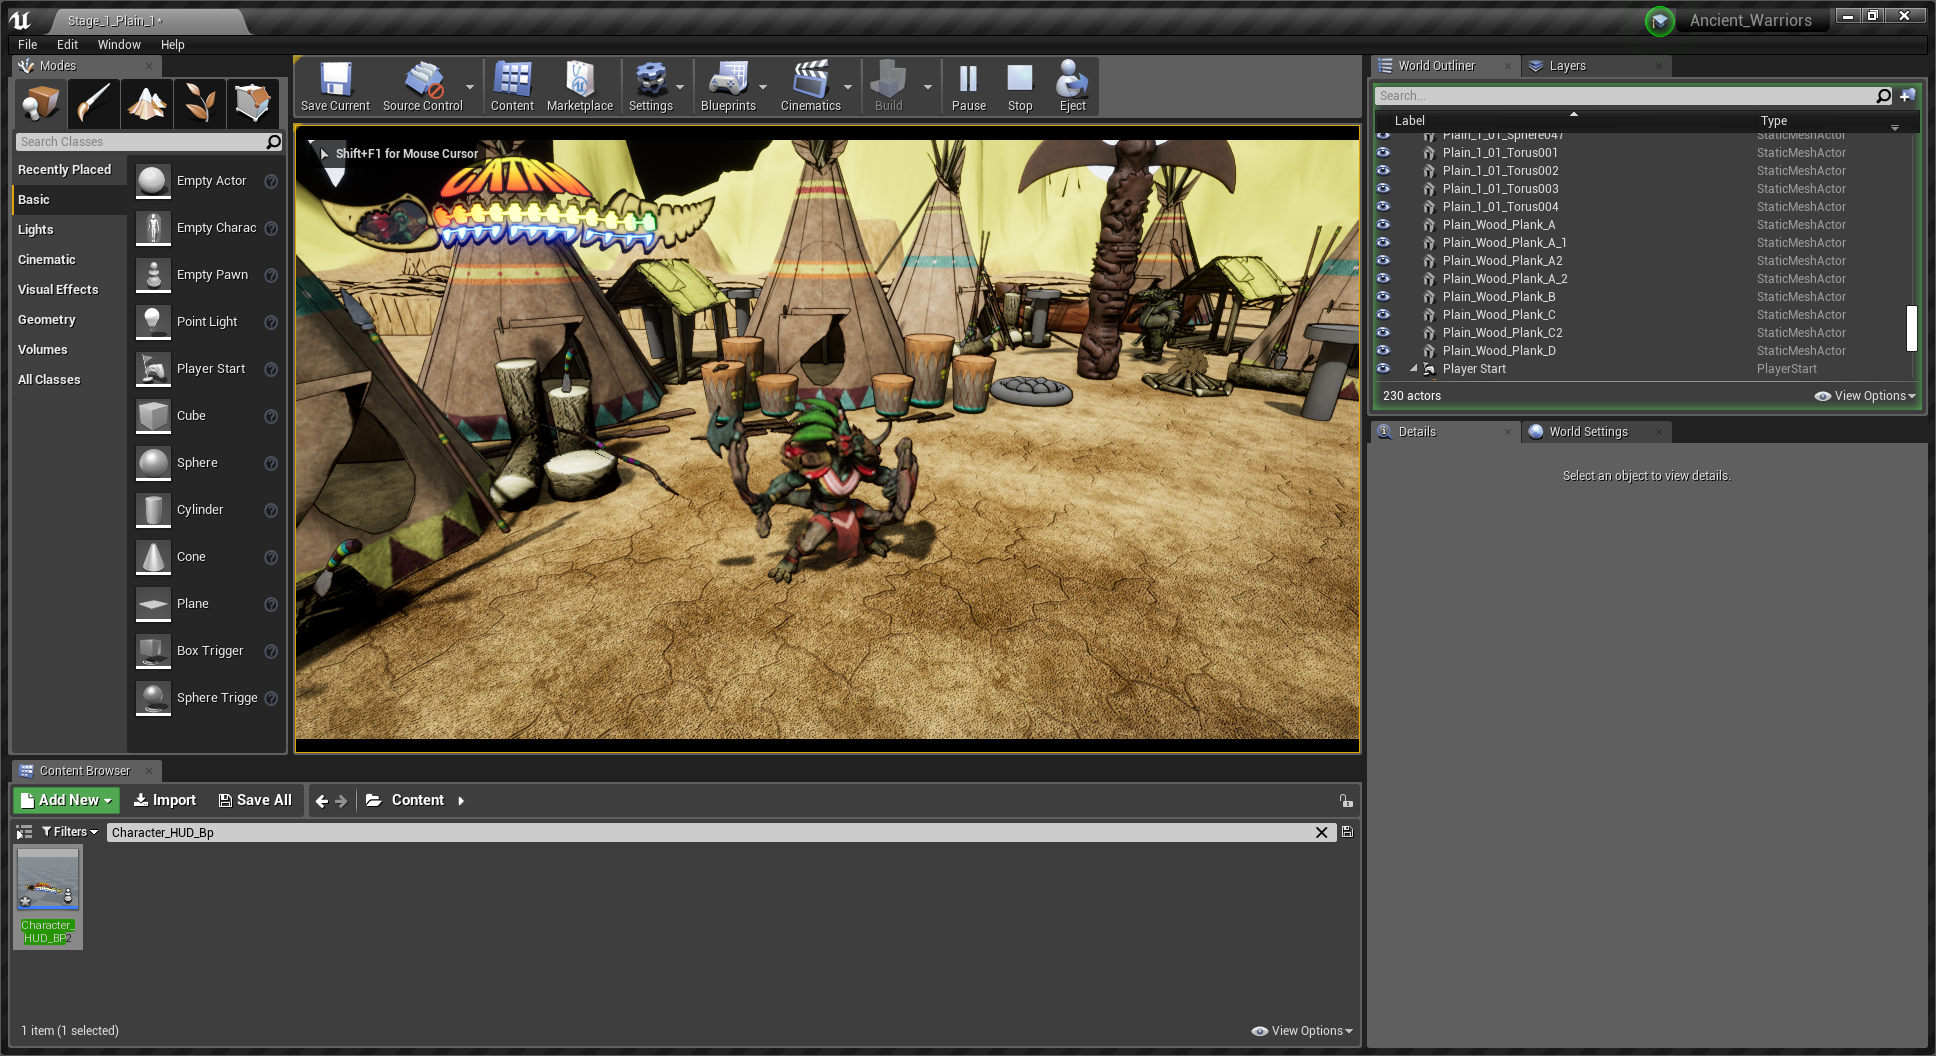 Stage_1_Plain_1*
Ancient_Warriors
File Edit Window Help
Modes
Search Classes
Recently Placed
Basic
Lights
Cinematic
Visual Effects
Geometry
Volumes
All Classes
Empty Actor
Empty Charac
Empty Pawn
Point Light
Player Start
Cube
Sphere
Cylinder
Cone
Plane
Box Trigger
Sphere Trigge
Save Current
Source Control
Content
Marketplace
Settings
Blueprints
Cinematics
Build
Pause
Stop
Eject
Shift+F1 for Mouse Cursor
World Outliner
Layers
Search...
Label Type
Plain_1_01_Sphere047 StaticMeshActor
Plain_1_01_Torus001 StaticMeshActor
Plain_1_01_Torus002 StaticMeshActor
Plain_1_01_Torus003 StaticMeshActor
Plain_1_01_Torus004 StaticMeshActor
Plain_Wood_Plank_A StaticMeshActor
Plain_Wood_Plank_A_1 StaticMeshActor
Plain_Wood_Plank_A2 StaticMeshActor
Plain_Wood_Plank_A_2 StaticMeshActor
Plain_Wood_Plank_B StaticMeshActor
Plain_Wood_Plank_C StaticMeshActor
Plain_Wood_Plank_C2 StaticMeshActor
Plain_Wood_Plank_D StaticMeshActor
Player Start PlayerStart
230 actors
View Options
Details
World Settings
Select an object to view details.
Content Browser
Add New
Import
Save All
Content
Filters
Character_HUD_Bp
Character_
HUD_BP2
1 item (1 selected)
View Options